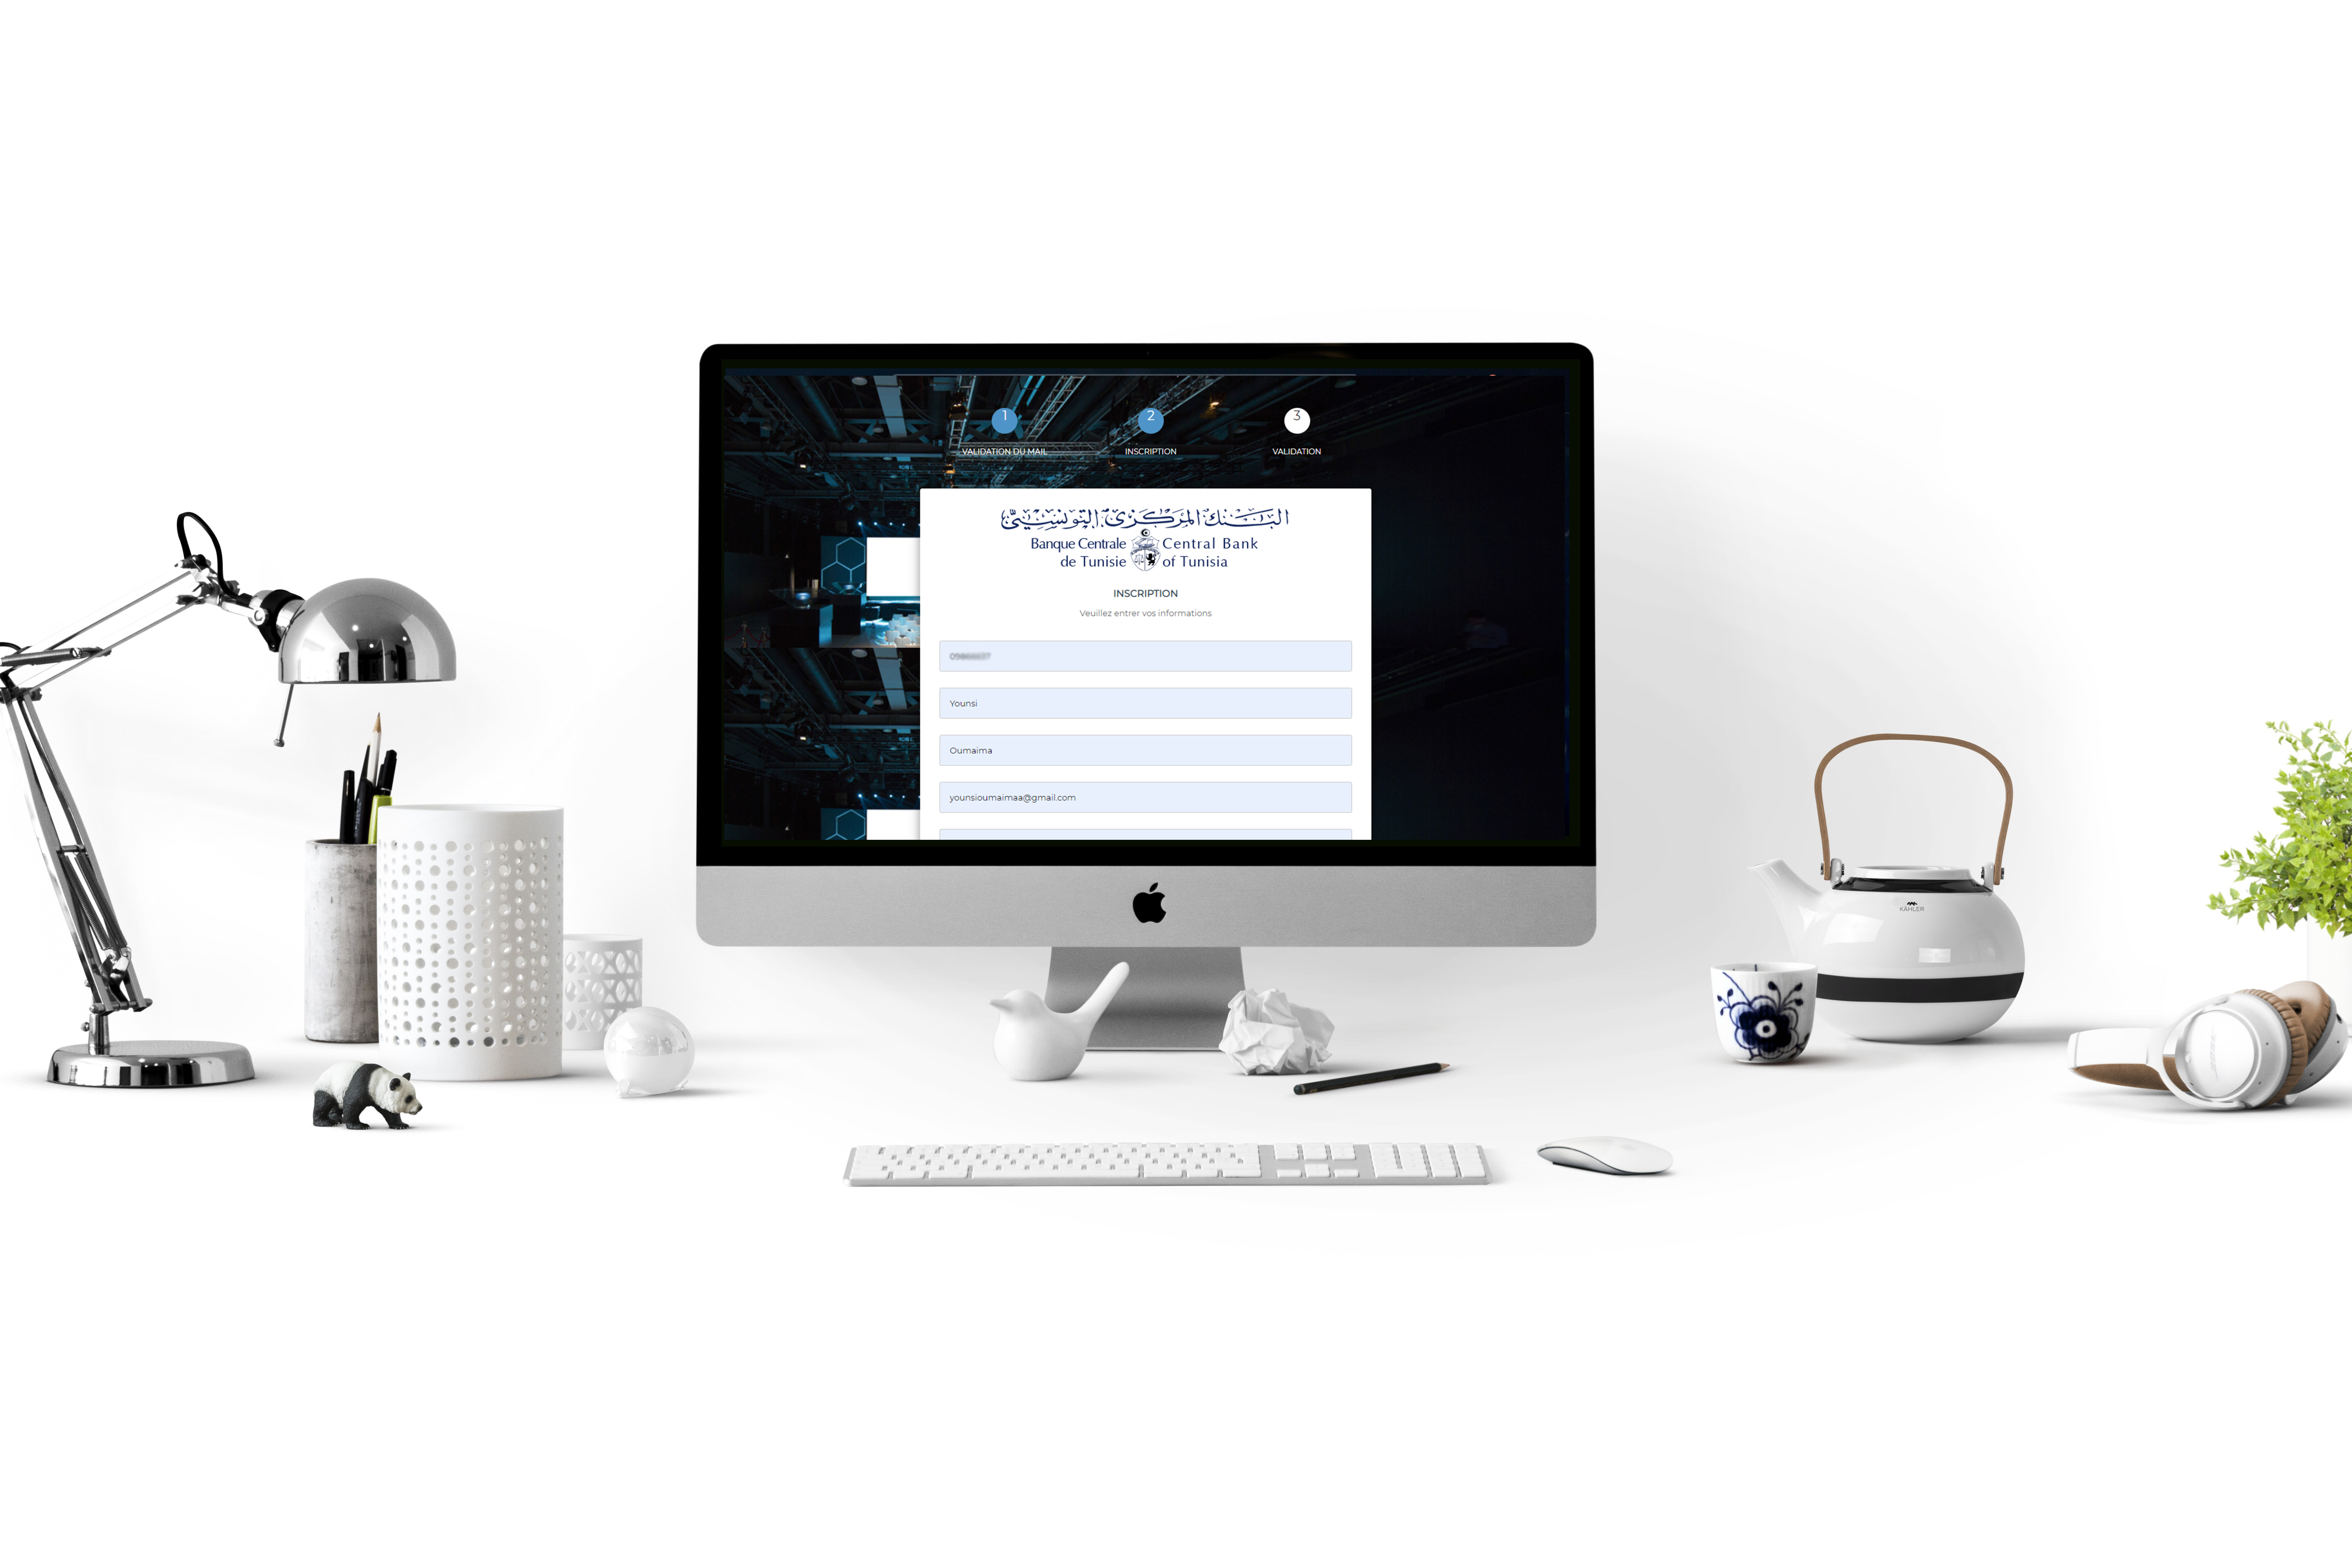 1
2
3
VALIDATION DU MAIL
INSCRIPTION
VALIDATION
البنك المركزي التونسي
Banque Centrale Central Bank
de Tunisie of Tunisia
INSCRIPTION
Veuillez entrer vos informations
Younsi
Oumaima
younsioumaimaa@gmail.com
KÄHLER